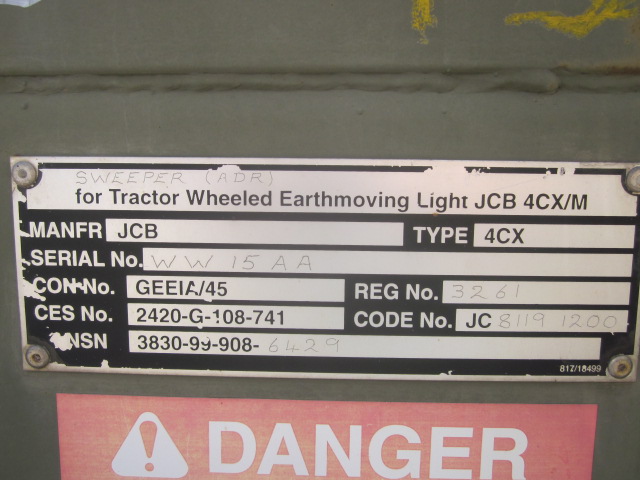 SWEEPER (ADR)
for Tractor Wheeled Earthmoving Light JCB 4CX/M
MANFR JCB TYPE 4CX
SERIAL No. WW 15 AA
CON No. GEEIA/45 REG No. 3261
CES No. 2420-G-108-741 CODE No. JC 8119 1200
NSN 3830-99-908-6429
817/18499
DANGER